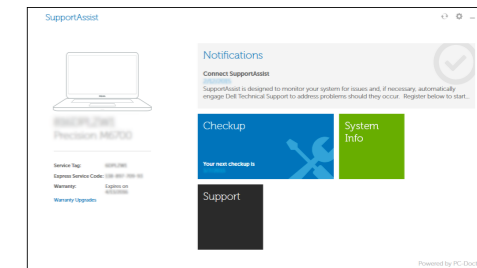 SupportAssist
Notifications
Connect SupportAssist
SupportAssist is designed to monitor your system for issues and, if necessary, automatically
engage Dell Technical Support to address problems should they occur. Register below to start..
Precision M6700
Checkup
Your next checkup is
System
Info
Service Tag:
Express Service Code:
Warranty: Expires on
Warranty Upgrades
Support
Powered by PC-Doct